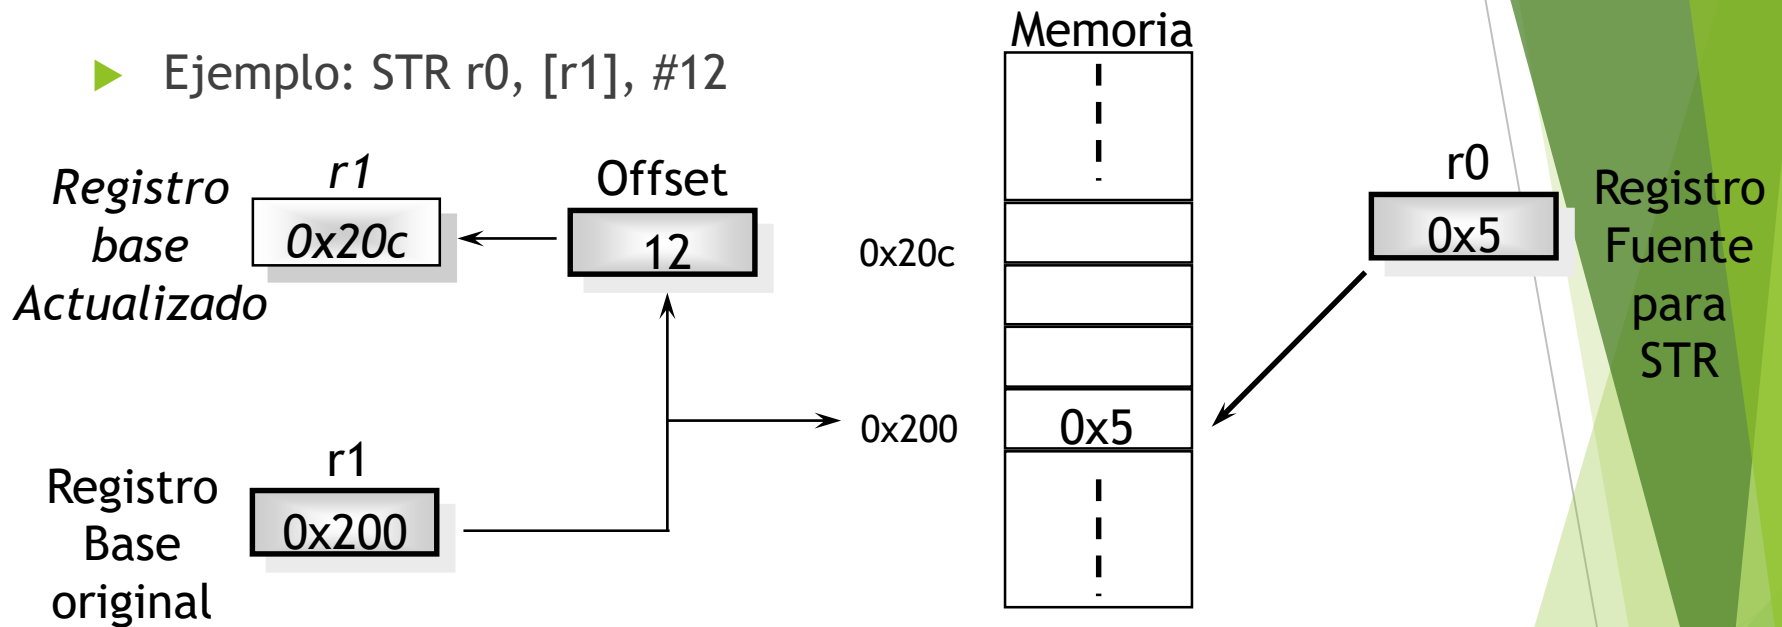 Ejemplo: STR r0, [r1], #12
Memoria
Registro
base
Actualizado
r1
0x20c
Offset
12
0x20c
0x200
0x5
r0
0x5
Registro
Fuente
para
STR
Registro
Base
original
r1
0x200